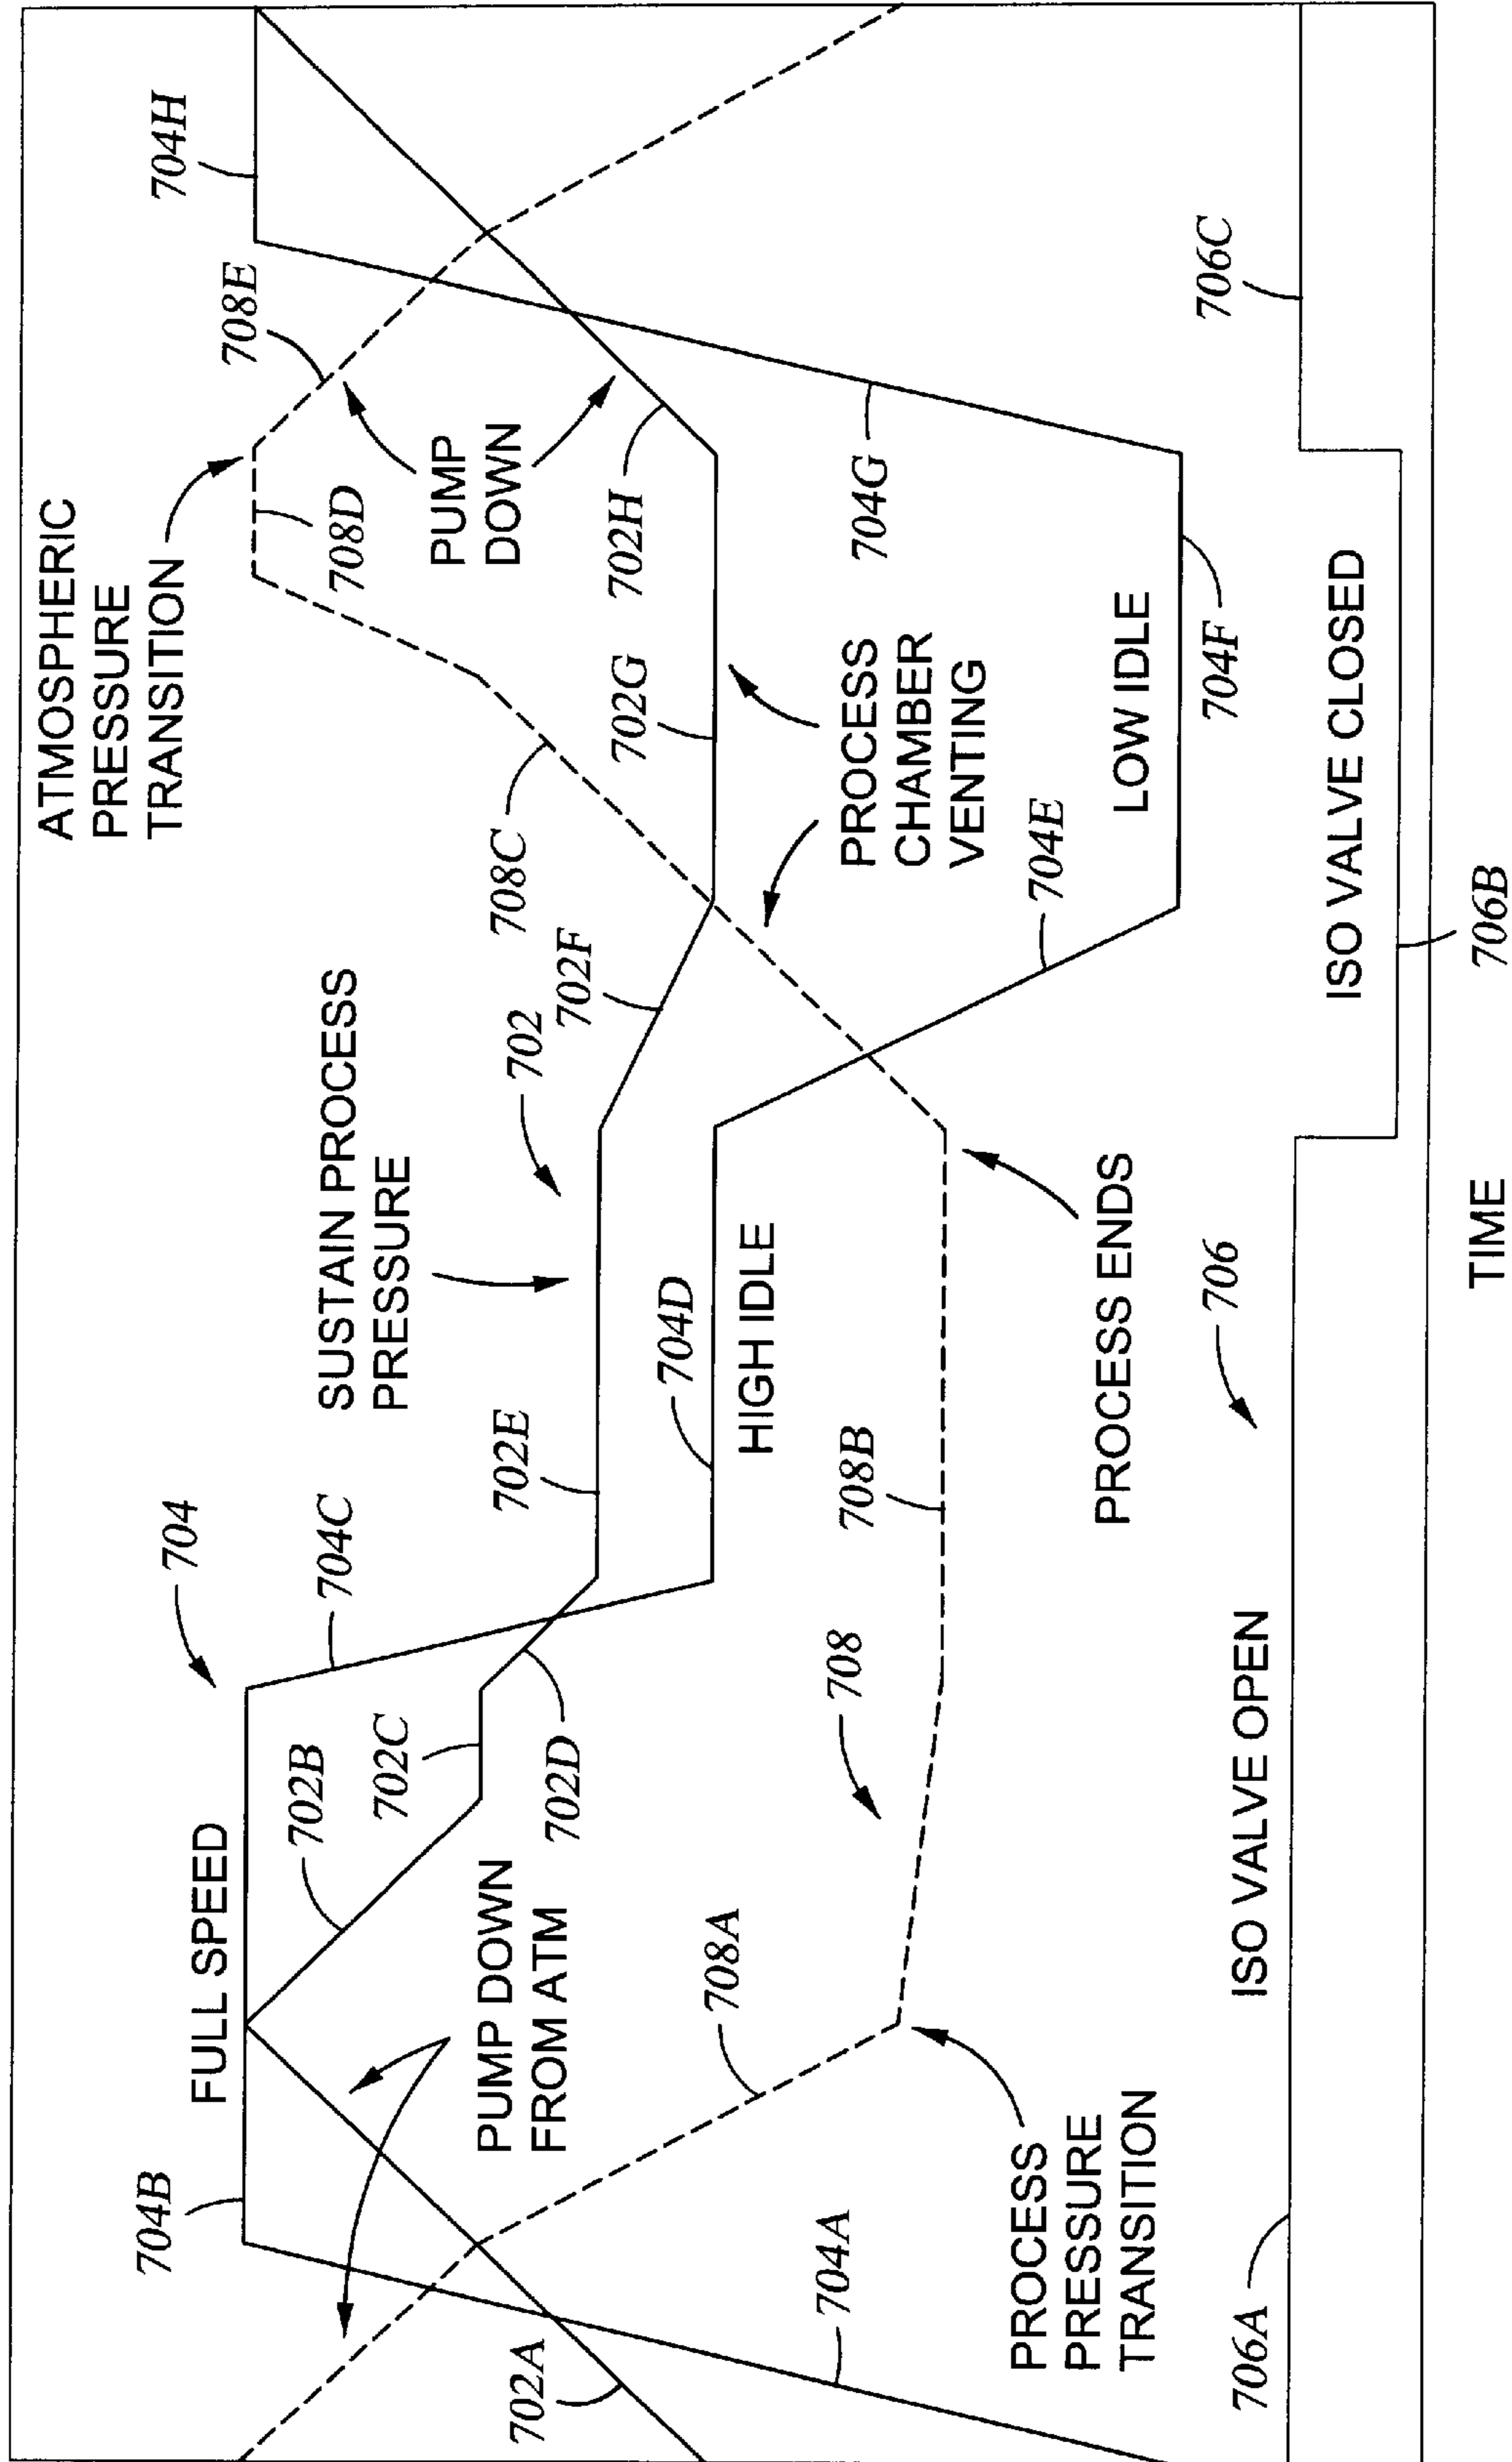 704B
FULL SPEED
704
704C
SUSTAIN PROCESS
PRESSURE
702
702F
ATMOSPHERIC
PRESSURE
TRANSITION
708E
704H
702A
PUMP DOWN
FROM ATM
702B
702C
702D
702E
704D
HIGH IDLE
708C
702G
708D
PUMP
DOWN
702H
704A
708A
708
708B
PROCESS
CHAMBER
VENTING
704G
PROCESS
PRESSURE
TRANSITION
PROCESS ENDS
704E
LOW IDLE
704F
706A
ISO VALVE OPEN
706
ISO VALVE CLOSED
706C
TIME
706B